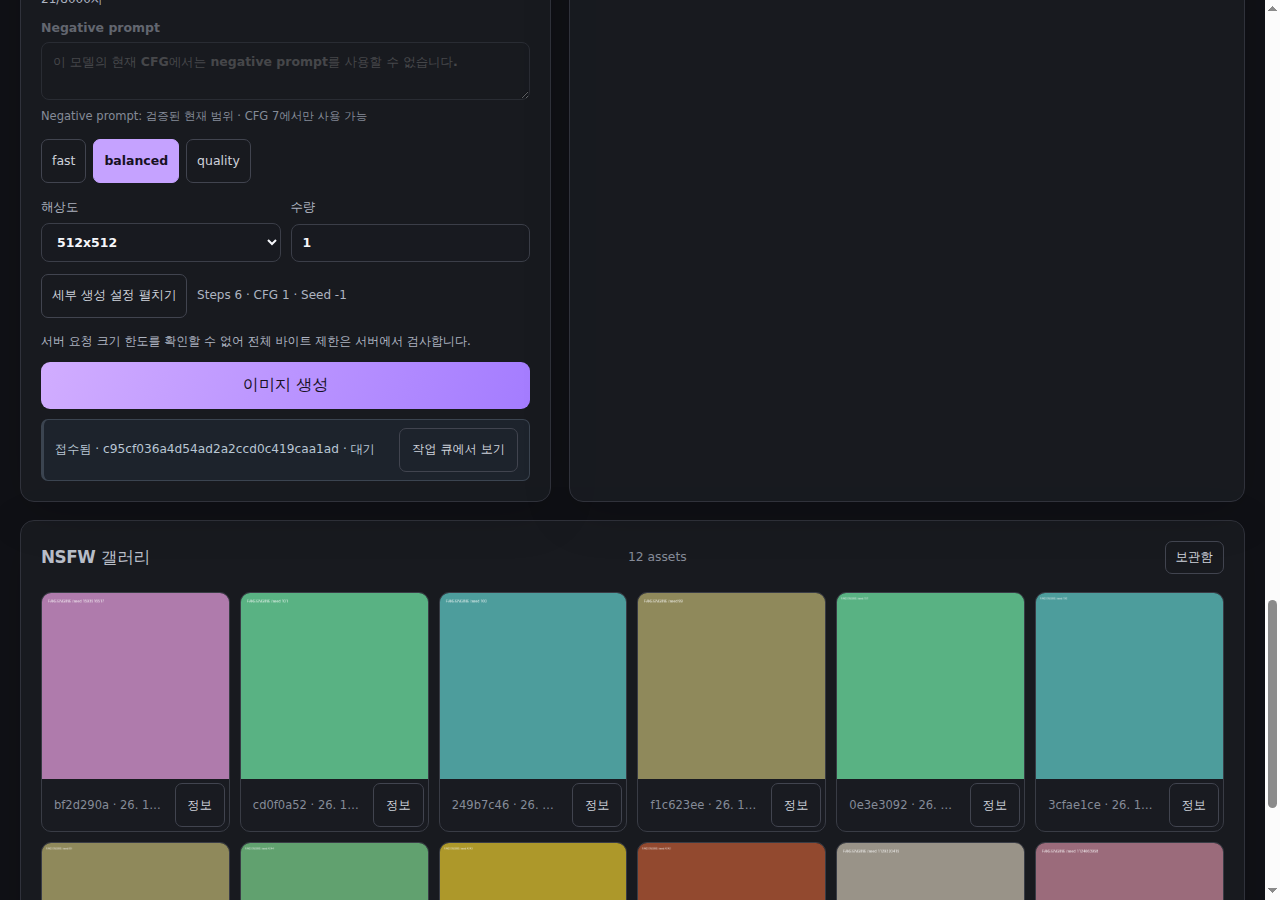 Negative prompt
이 모델의 현재 CFG에서는 negative prompt를 사용할 수 없습니다.
Negative prompt: 검증된 현재 범위 · CFG 7에서만 사용 가능
fast
balanced
quality
해상도
수량
512x512
1
세부 생성 설정 펼치기
Steps 6 · CFG 1 · Seed -1
서버 요청 크기 한도를 확인할 수 없어 전체 바이트 제한은 서버에서 검사합니다.
이미지 생성
접수됨 · c95cf036a4d54ad2a2ccd0c419caa1ad · 대기
작업 큐에서 보기
NSFW 갤러리
12 assets
보관함
bf2d290a · 26. 1...
정보
cd0f0a52 · 26. 1...
정보
249b7c46 · 26. ...
정보
f1c623ee · 26. 1...
정보
0e3e3092 · 26. ...
정보
3cfae1ce · 26. 1...
정보